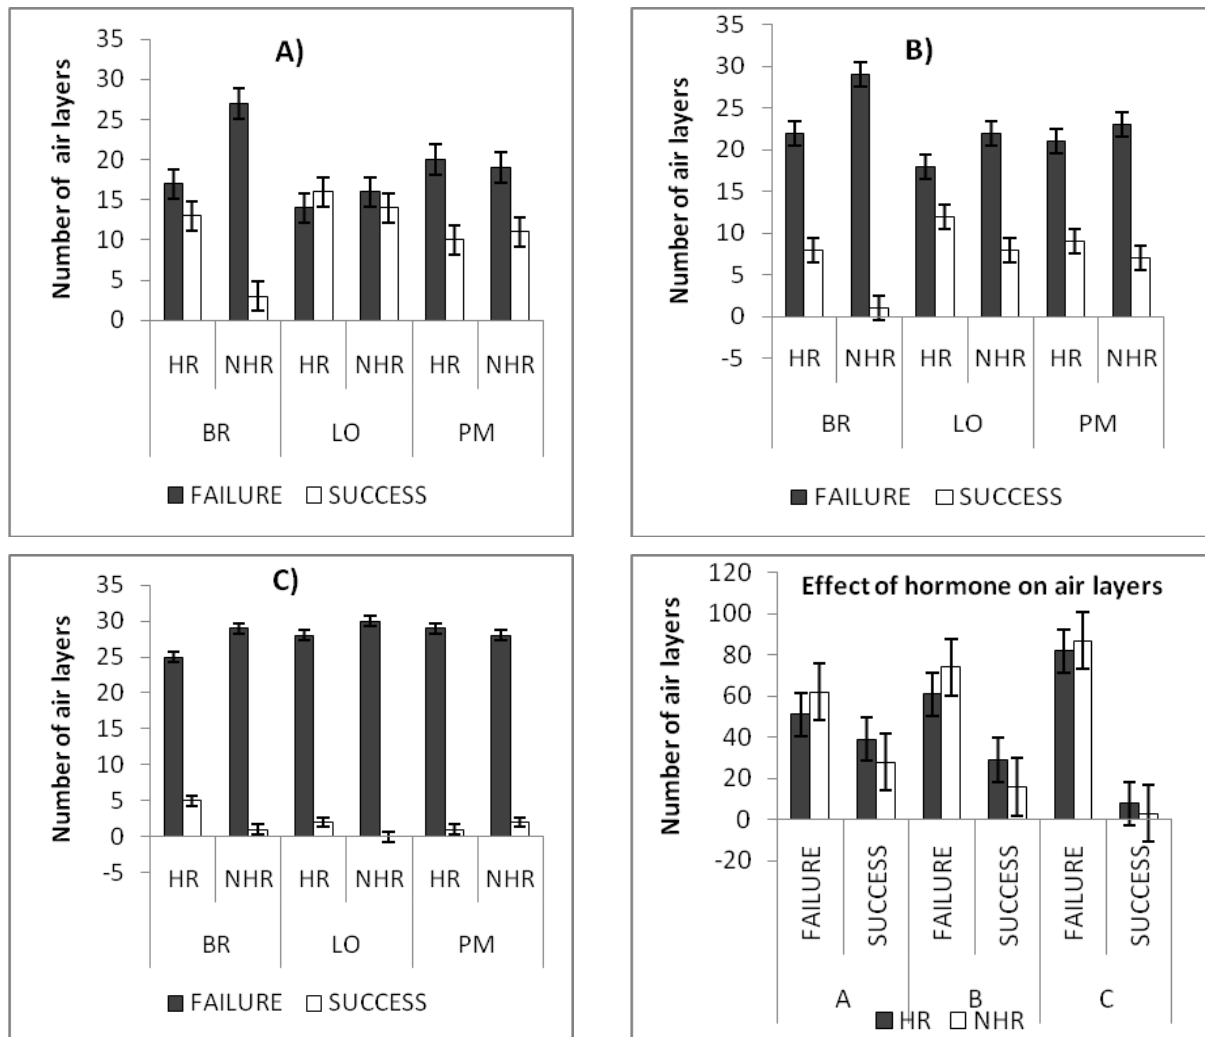 A)
Number of air layers
35
30
25
20
15
10
5
0
HR NHR HR NHR HR NHR
BR LO PM
FAILURE SUCCESS
B)
Number of air layers
35
30
25
20
15
10
5
0
-5
HR NHR HR NHR HR NHR
BR LO PM
FAILURE SUCCESS
C)
Number of air layers
35
30
25
20
15
10
5
0
-5
HR NHR HR NHR HR NHR
BR LO PM
FAILURE SUCCESS
Effect of hormone on air layers
Number of air layers
120
100
80
60
40
20
0
-20
FAILURE SUCCESS FAILURE SUCCESS FAILURE SUCCESS
A B C
HR NHR